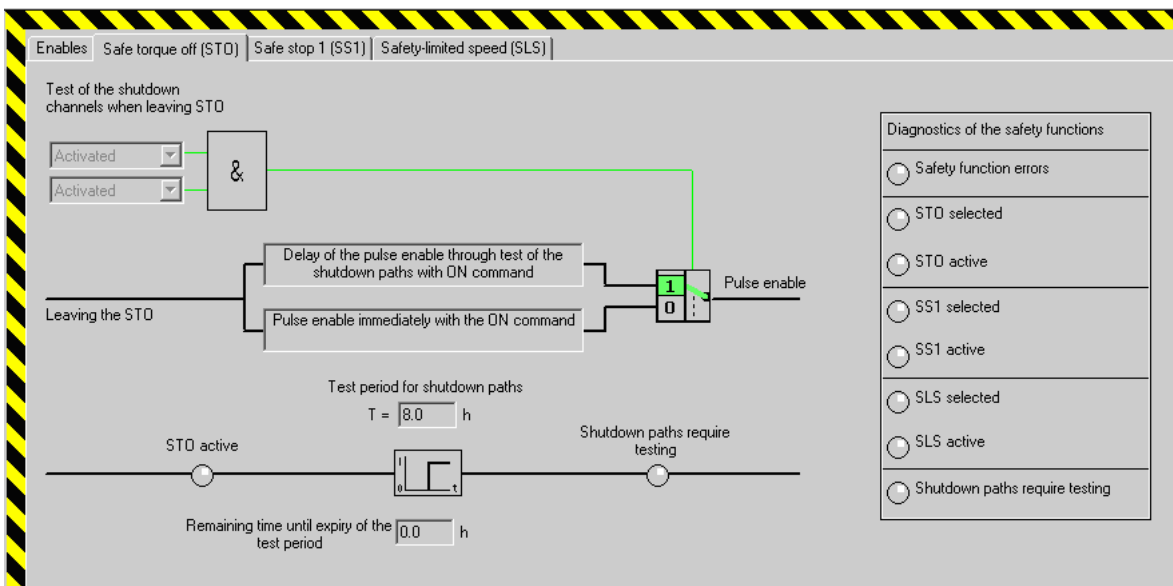 Enables Safe torque off (STO) Safe stop 1 (SS1) Safety-limited speed (SLS)
Test of the shutdown
channels when leaving STO
Activated
Activated
&
Delay of the pulse enable through test of the
shutdown paths with ON command
Leaving the STO
Pulse enable immediately with the ON command
1
0
Pulse enable
Test period for shutdown paths
T = 8.0 h
STO active
1
0
t
Shutdown paths require
testing
Remaining time until expiry of the
test period
0.0 h
Diagnostics of the safety functions
Safety function errors
STO selected
STO active
SS1 selected
SS1 active
SLS selected
SLS active
Shutdown paths require testing